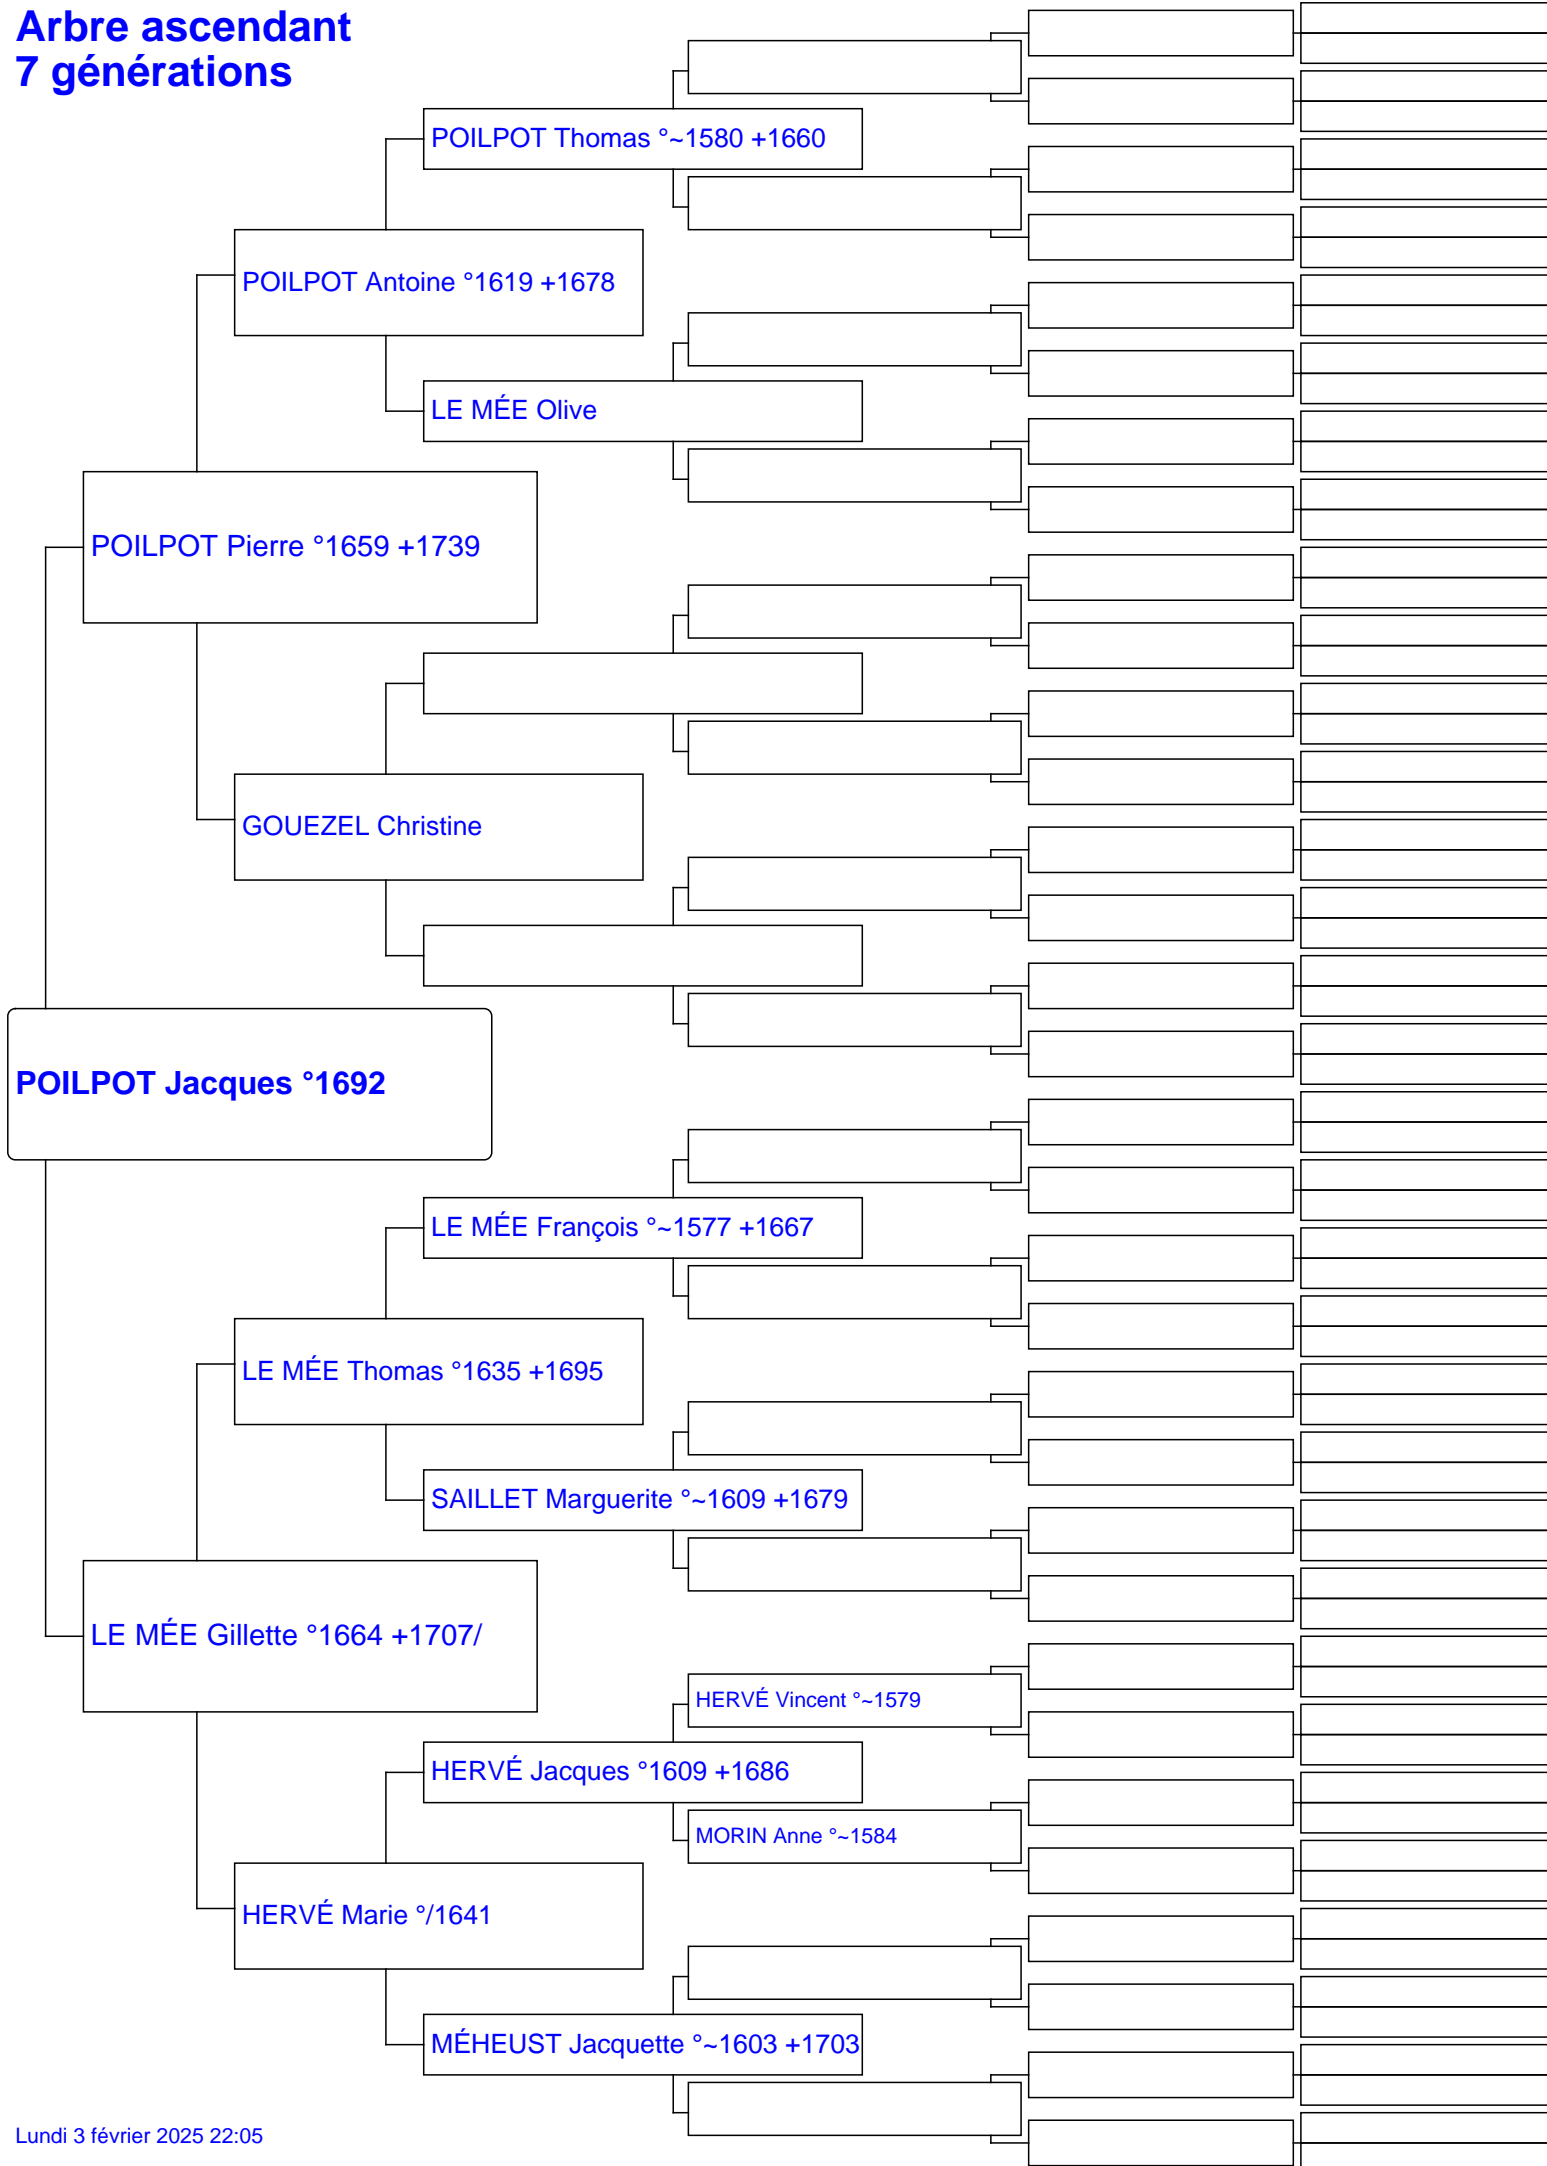 Arbre ascendant
7 générations
POILPOT Thomas °~1580 +1660
POILPOT Antoine °1619 +1678
LE MÉE Olive
POILPOT Pierre °1659 +1739
GOUEZEL Christine
POILPOT Jacques °1692
LE MÉE François °~1577 +1667
LE MÉE Thomas °1635 +1695
SAILLET Marguerite °~1609 +1679
LE MÉE Gillette °1664 +1707/
HERVÉ Vincent °~1579
HERVÉ Jacques °1609 +1686
MORIN Anne °~1584
HERVÉ Marie °/1641
MÉHEUST Jacquette °~1603 +1703
Lundi 3 février 2025 22:05